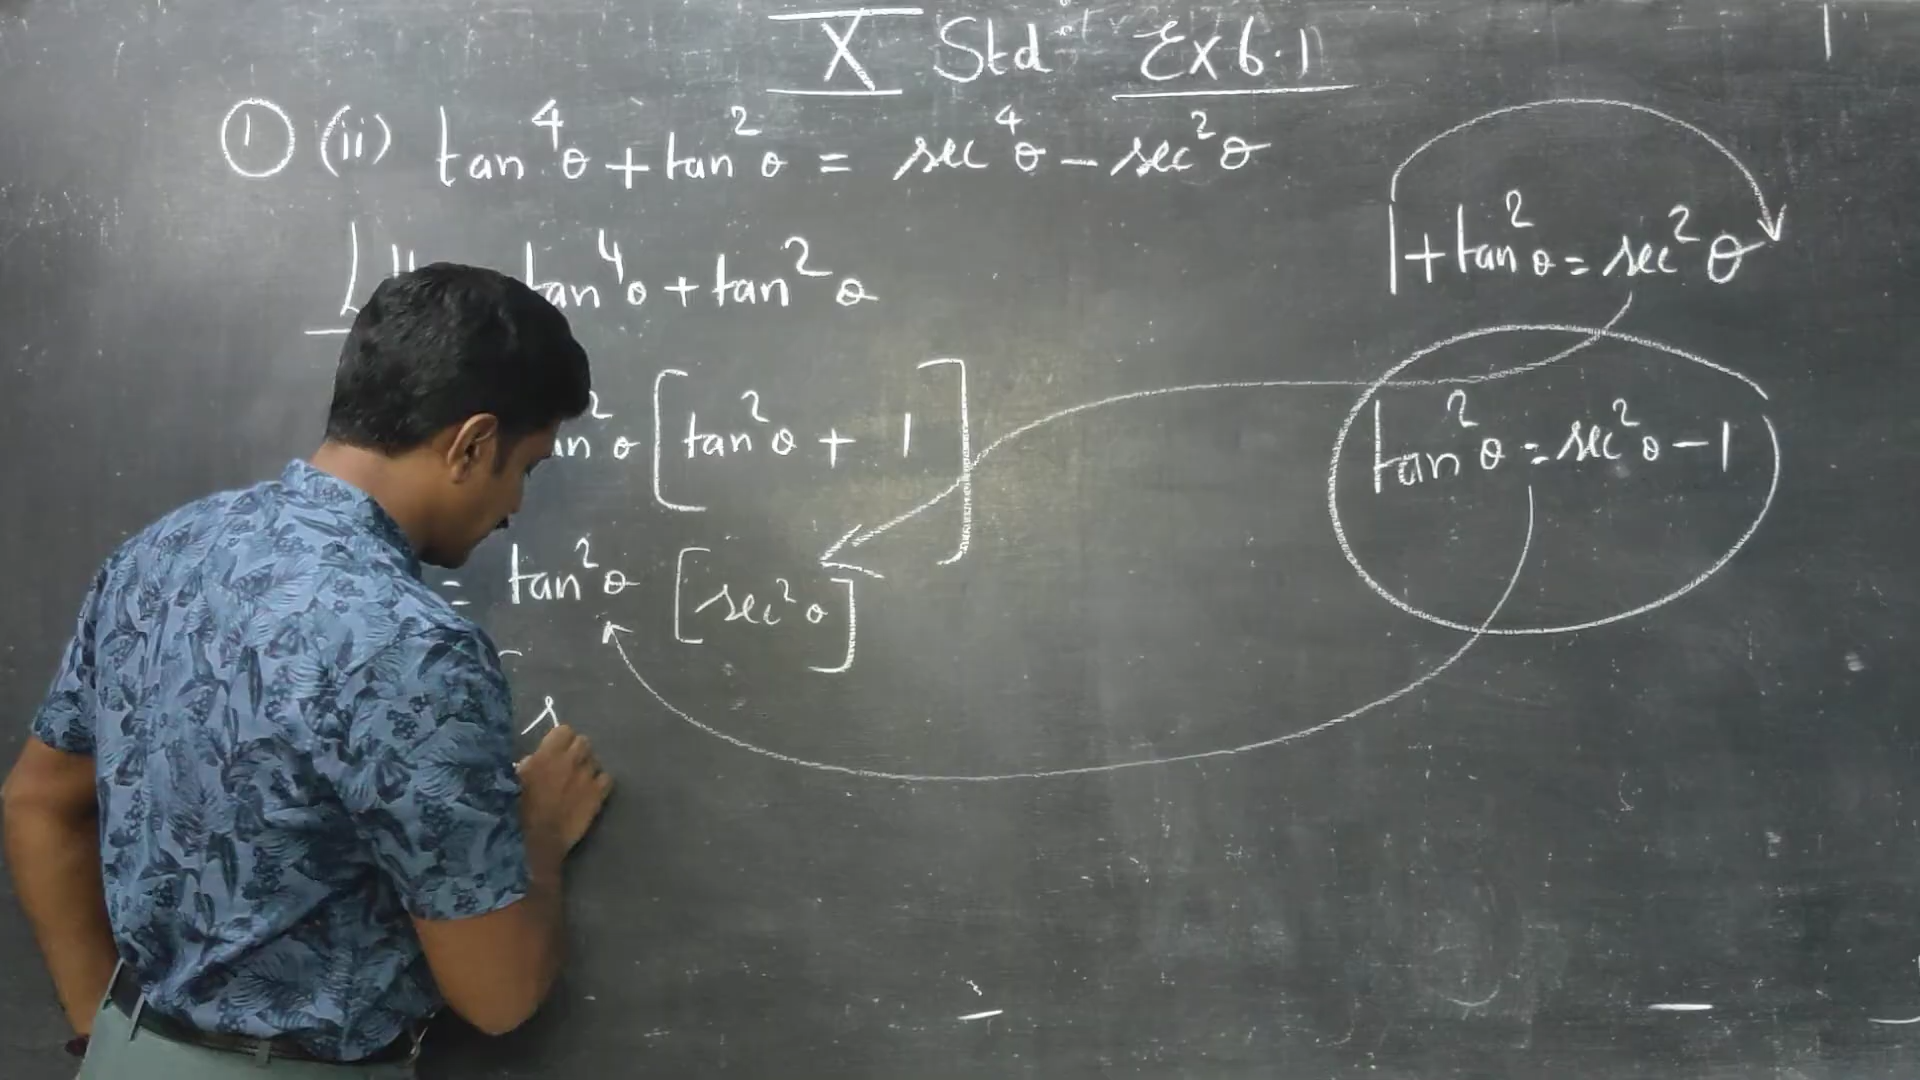 X Std Ex 6.1
① (ii) tan⁴θ + tan²θ = sec⁴θ – sec²θ
tan⁴θ + tan²θ
an²θ [tan²θ + 1]
= tan²θ [sec²θ]
1 + tan²θ = sec²θ
tan²θ = sec²θ – 1